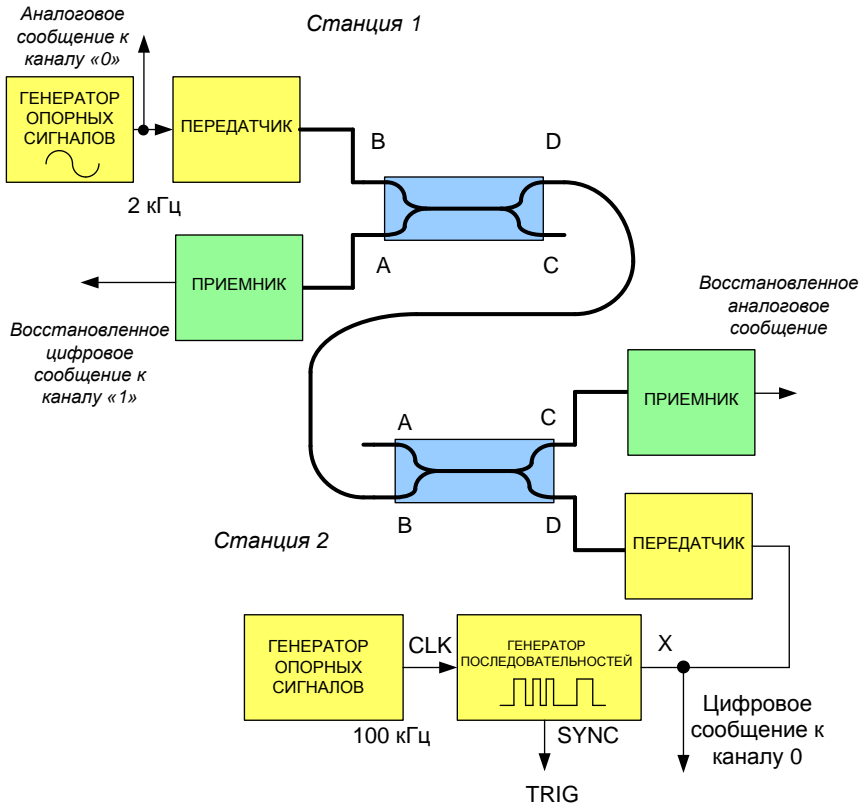 Аналоговое
сообщение к
каналу «0»
Станция 1
ГЕНЕРАТОР
ОПОРНЫХ
СИГНАЛОВ
ПЕРЕДАТЧИК
2 кГц
B
D
A
C
ПРИЕМНИК
Восстановленное
цифровое
сообщение к
каналу «1»
Восстановленное
аналоговое
сообщение
ПРИЕМНИК
A
C
B
D
Станция 2
ПЕРЕДАТЧИК
ГЕНЕРАТОР
ОПОРНЫХ
СИГНАЛОВ
CLK
ГЕНЕРАТОР
ПОСЛЕДОВАТЕЛЬНОСТЕЙ
X
100 кГц
SYNC
TRIG
Цифровое
сообщение к
каналу 0